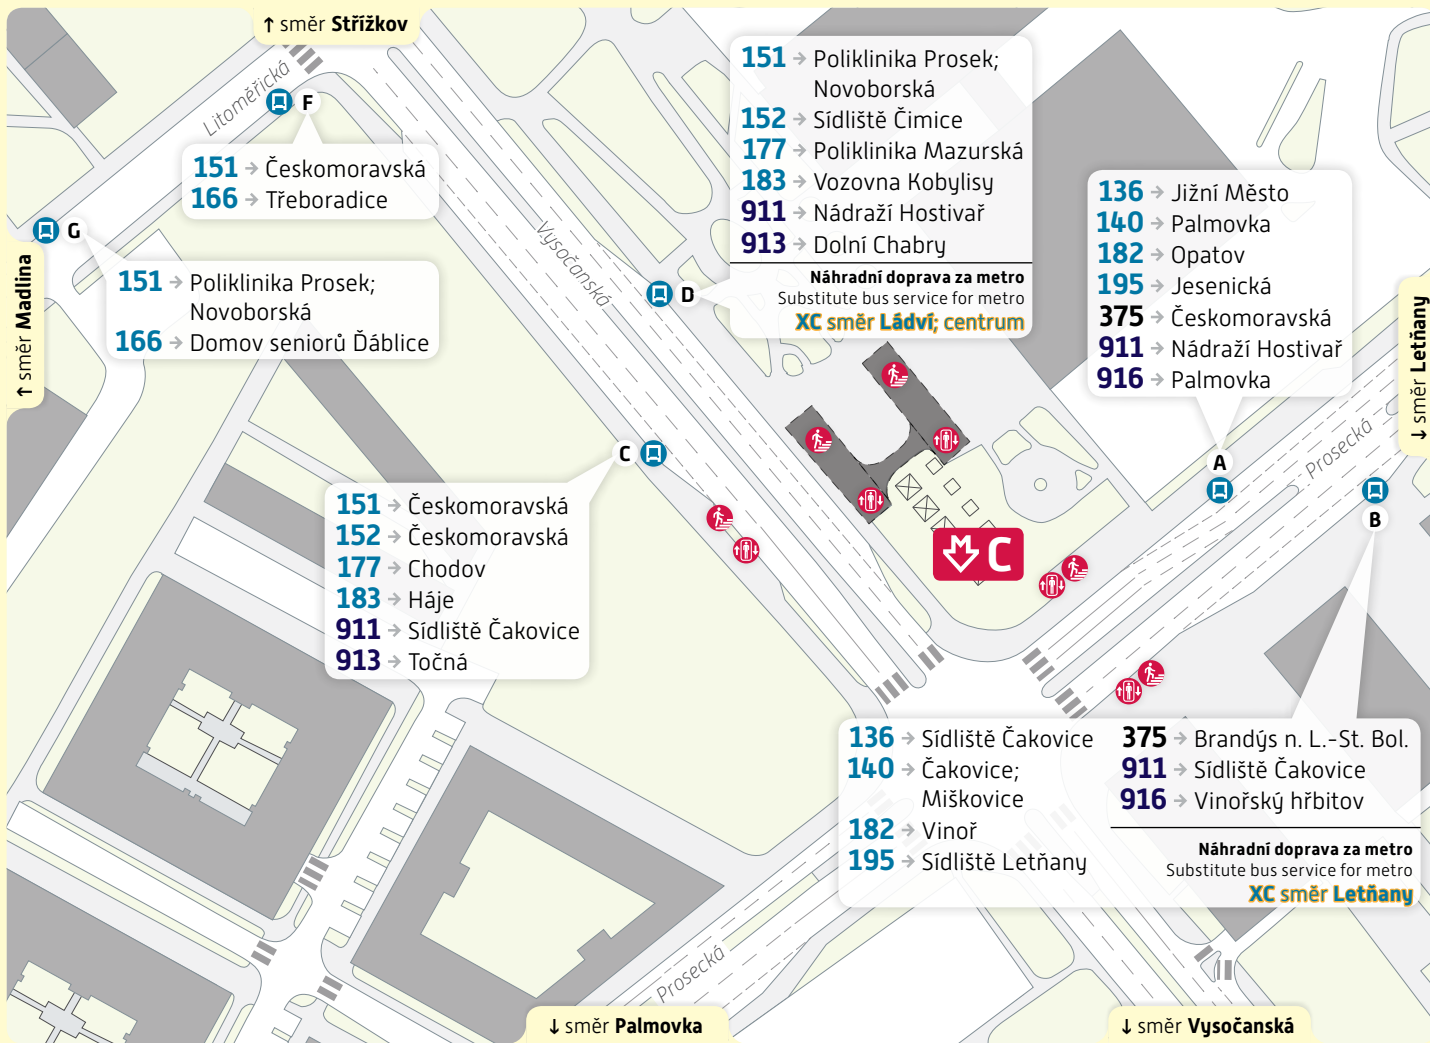 ↑ směr Střížkov
Litoměřická
F
151 → Českomoravská
166 → Třeboradice
G
151 → Poliklinika Prosek;
Novoborská
166 → Domov seniorů Ďáblice
↑ směr Madlina
Vysočanská
D
151 → Poliklinika Prosek;
Novoborská
152 → Sídliště Čimice
177 → Poliklinika Mazurská
183 → Vozovna Kobylisy
911 → Nádraží Hostivař
913 → Dolní Chabry
Náhradní doprava za metro
Substitute bus service for metro
XC směr Ládví; centrum
136 → Jižní Město
140 → Palmovka
182 → Opatov
195 → Jesenická
375 → Českomoravská
911 → Nádraží Hostivař
916 → Palmovka
A
↓ směr Letňany
Prosecká
B
C
151 → Českomoravská
152 → Českomoravská
177 → Chodov
183 → Háje
911 → Sídliště Čakovice
913 → Točná
C
136 → Sídliště Čakovice
140 → Čakovice;
Miškovice
182 → Vinoř
195 → Sídliště Letňany
375 → Brandýs n. L.-St. Bol.
911 → Sídliště Čakovice
916 → Vinořský hřbitov
Náhradní doprava za metro
Substitute bus service for metro
XC směr Letňany
Prosecká
↓ směr Palmovka
↓ směr Vysočanská